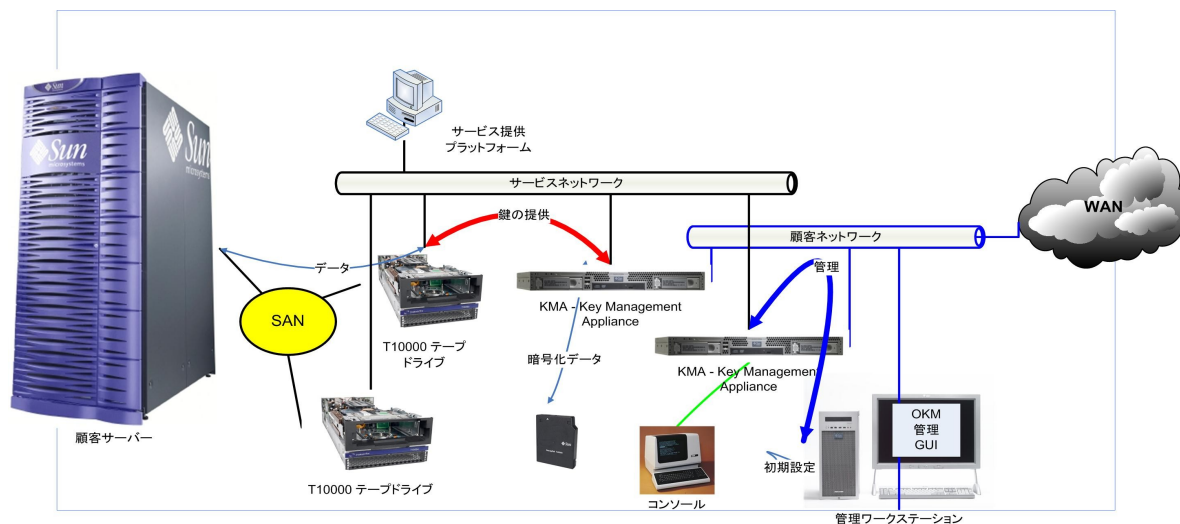 Sun
Sun
microsystems
Sun
microsystems
顧客サーバー
サービス提供
プラットフォーム
サービスネットワーク
鍵の提供
データ
SAN
T10000 テープ
ドライブ
T10000 テープドライブ
KMA - Key Management
Appliance
暗号化データ
顧客ネットワーク
WAN
管理
KMA - Key Management
Appliance
コンソール
初期設定
OKM
管理
GUI
管理ワークステーション